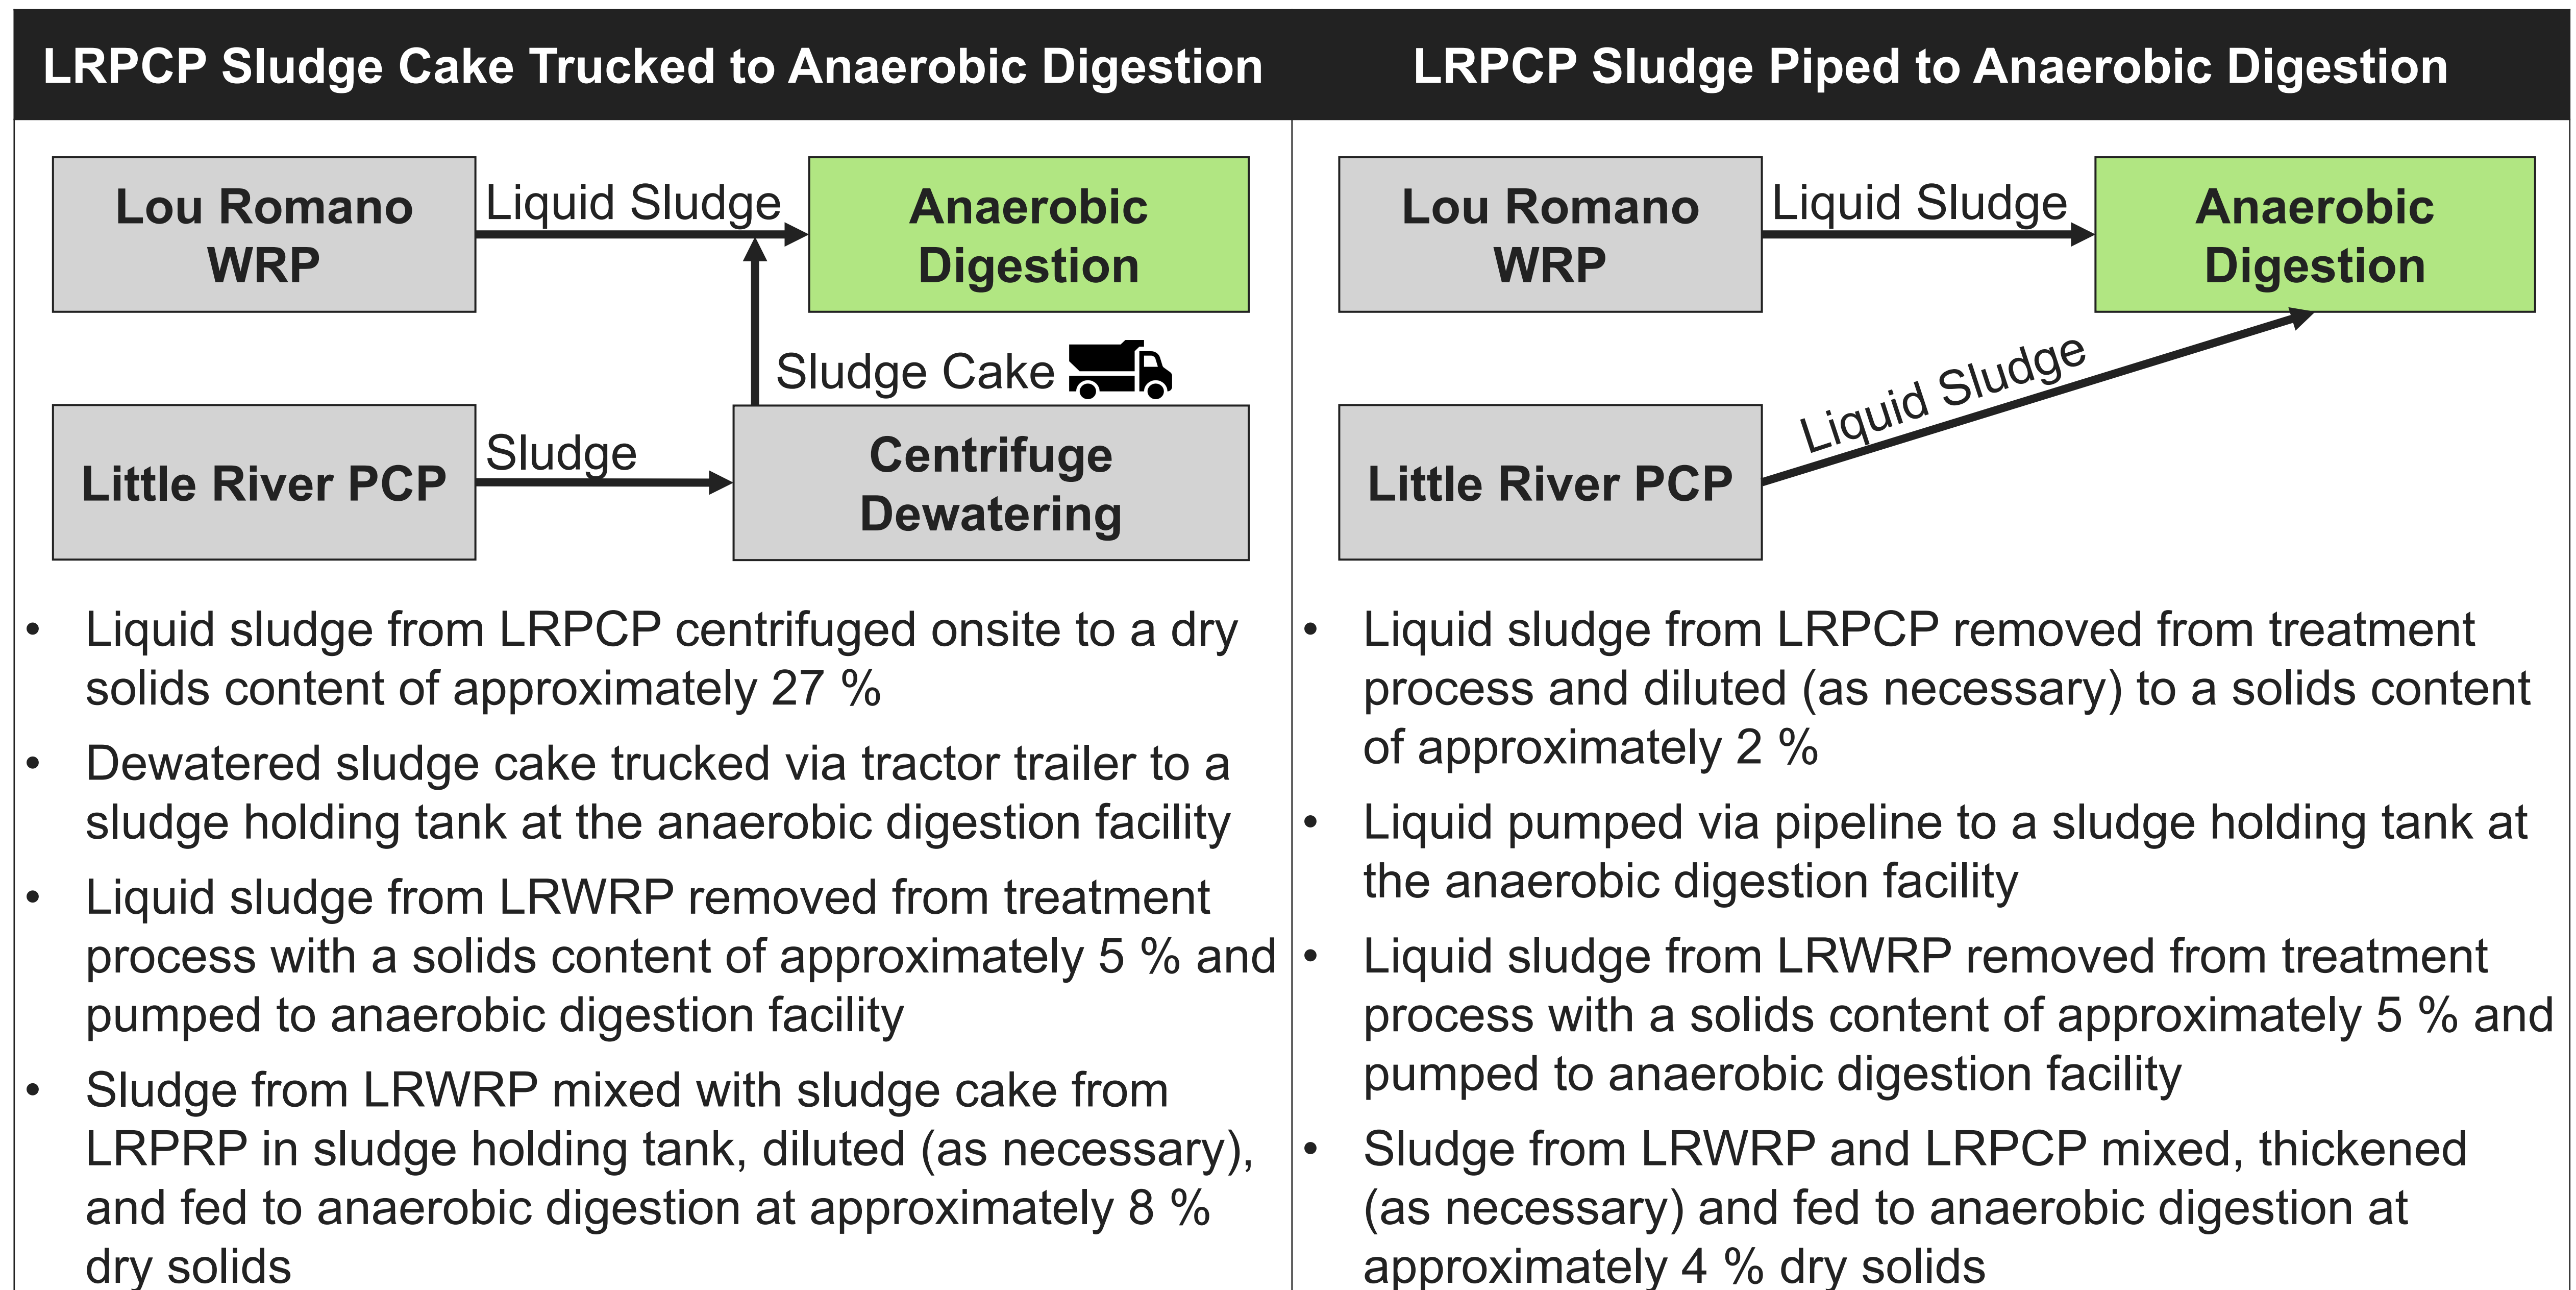 LRPCP Sludge Cake Trucked to Anaerobic Digestion
Lou Romano
WRP
Liquid Sludge
Anaerobic
Digestion
Sludge Cake
Little River PCP
Sludge
Centrifuge
Dewatering
• Liquid sludge from LRPCP centrifuged onsite to a dry
solids content of approximately 27 %
• Dewatered sludge cake trucked via tractor trailer to a
sludge holding tank at the anaerobic digestion facility
• Liquid sludge from LRWRP removed from treatment
process with a solids content of approximately 5 % and
pumped to anaerobic digestion facility
• Sludge from LRWRP mixed with sludge cake from
LRPRP in sludge holding tank, diluted (as necessary),
and fed to anaerobic digestion at approximately 8 %
dry solids
LRPCP Sludge Piped to Anaerobic Digestion
Lou Romano
WRP
Liquid Sludge
Anaerobic
Digestion
Liquid Sludge
Little River PCP
• Liquid sludge from LRPCP removed from treatment
process and diluted (as necessary) to a solids content
of approximately 2 %
• Liquid pumped via pipeline to a sludge holding tank at
the anaerobic digestion facility
• Liquid sludge from LRWRP removed from treatment
process with a solids content of approximately 5 % and
pumped to anaerobic digestion facility
• Sludge from LRWRP and LRPCP mixed, thickened
(as necessary) and fed to anaerobic digestion at
approximately 4 % dry solids